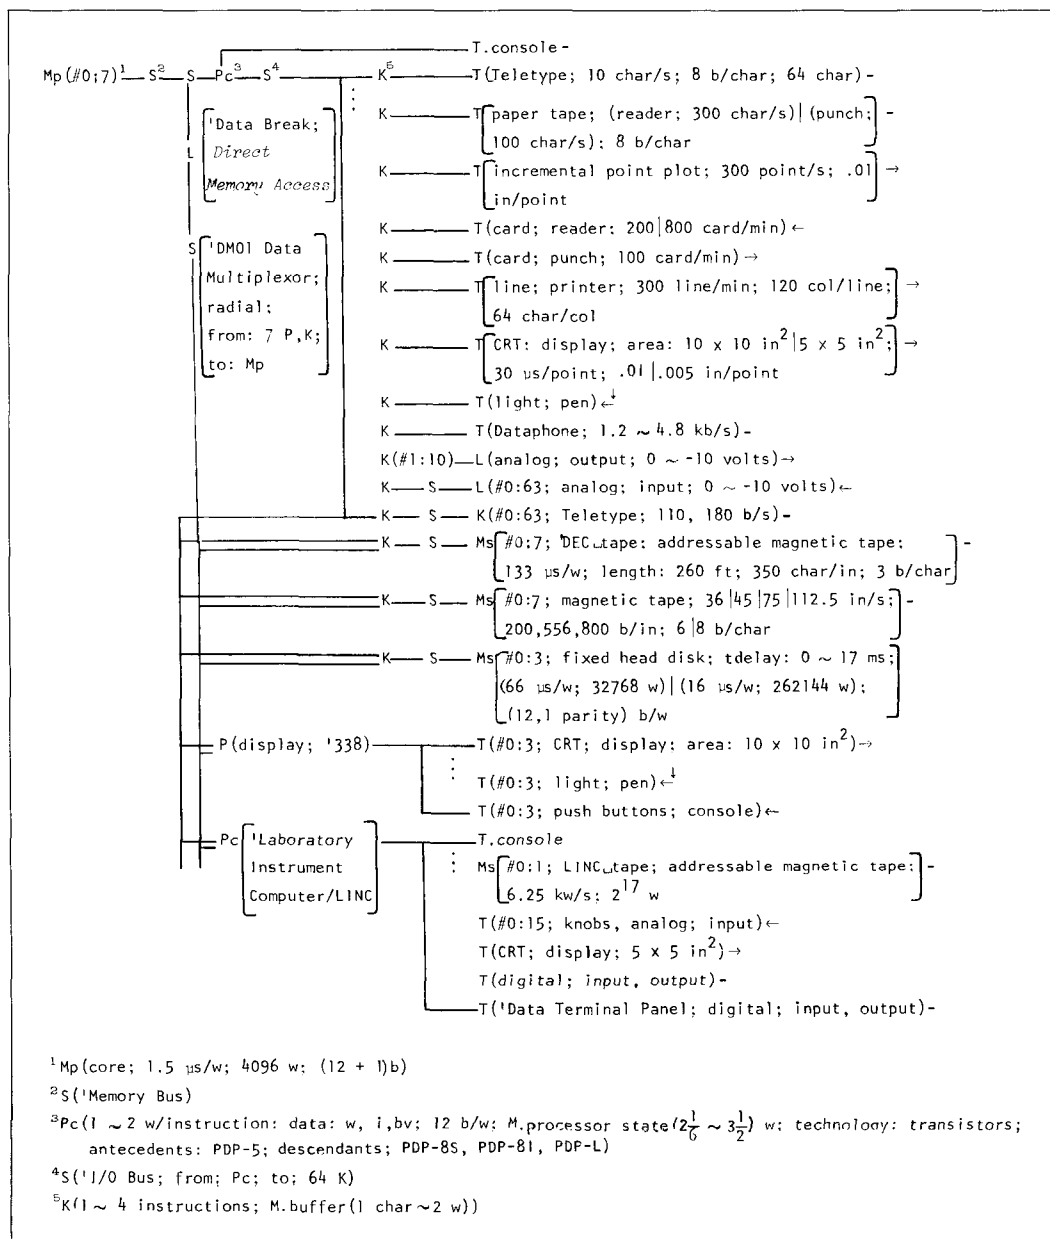 T.console -
Mp(#0;7)¹ S² S Pc³ S⁴ K⁵ T(Teletype; 10 char/s; 8 b/char; 64 char) -
K T[paper tape; (reader; 300 char/s)|(punch; -
100 char/s); 8 b/char]
'Data Break;
L Direct
Memory Access
K T[incremental point plot; 300 point/s; .01 →
in/point]
K T(card; reader: 200|800 card/min)←
K T(card; punch; 100 card/min)→
S['DM01 Data
Multiplexor;
radial;
from: 7 P,K;
to: Mp]
K T[line; printer; 300 line/min; 120 col/line; →
64 char/col]
K T[CRT: display; area: 10 x 10 in²|5 x 5 in²; →
30 μs/point; .01|.005 in/point]
K T(light; pen)←↓
K T(Dataphone; 1.2 ~ 4.8 kb/s)-
K(#1:10) L(analog; output; 0 ~ -10 volts)→
K S L(#0:63; analog; input; 0 ~ -10 volts)←
K S K(#0:63; Teletype; 110, 180 b/s)-
K S Ms[#0:7; 'DEC␣tape: addressable magnetic tape: -
133 μs/w; length: 260 ft; 350 char/in; 3 b/char]
K S Ms[#0:7; magnetic tape; 36|45|75|112.5 in/s; -
200,556,800 b/in; 6|8 b/char]
K S Ms[#0:3; fixed head disk; tdelay: 0 ~ 17 ms;
(66 μs/w; 32768 w)|(16 μs/w; 262144 w);
(12,1 parity) b/w]
P(display; '338) T(#0:3; CRT; display; area: 10 x 10 in²)→
T(#0:3; light; pen)←↓
T(#0:3; push buttons; console)←
Pc['Laboratory
Instrument
Computer/LINC]
T.console
Ms[#0:1; LINC␣tape; addressable magnetic tape: -
6.25 kw/s; 2¹⁷ w]
T(#0:15; knobs, analog; input)←
T(CRT; display; 5 x 5 in²)→
T(digital; input, output)-
T('Data Terminal Panel; digital; input, output)-
¹Mp(core; 1.5 μs/w; 4096 w; (12 + 1)b)
²S('Memory Bus)
³Pc(1 ~ 2 w/instruction: data: w, i,bv; 12 b/w; M.processor state(2 1/6 ~ 3 1/2) w; technology: transistors;
antecedents: PDP-5; descendants; PDP-8S, PDP-8I, PDP-L)
⁴S('I/O Bus; from; Pc; to; 64 K)
⁵K(1 ~ 4 instructions; M.buffer(1 char~2 w))